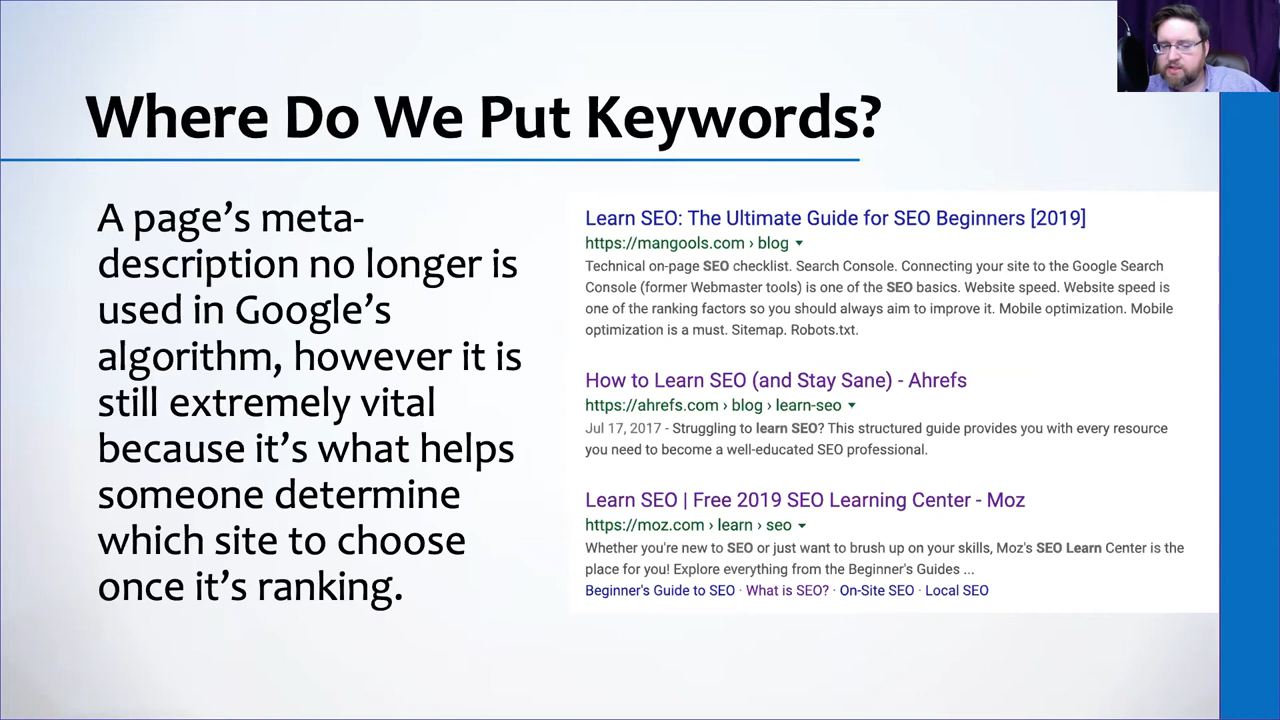 Where Do We Put Keywords?
A page’s meta-
description no longer is
used in Google’s
algorithm, however it is
still extremely vital
because it’s what helps
someone determine
which site to choose
once it’s ranking.
Learn SEO: The Ultimate Guide for SEO Beginners [2019]
https://mangools.com › blog ▼
Technical on-page SEO checklist. Search Console. Connecting your site to the Google Search
Console (former Webmaster tools) is one of the SEO basics. Website speed. Website speed is
one of the ranking factors so you should always aim to improve it. Mobile optimization. Mobile
optimization is a must. Sitemap. Robots.txt.
How to Learn SEO (and Stay Sane) - Ahrefs
https://ahrefs.com › blog › learn-seo ▼
Jul 17, 2017 - Struggling to learn SEO? This structured guide provides you with every resource
you need to become a well-educated SEO professional.
Learn SEO | Free 2019 SEO Learning Center - Moz
https://moz.com › learn › seo ▼
Whether you're new to SEO or just want to brush up on your skills, Moz's SEO Learn Center is the
place for you! Explore everything from the Beginner's Guides ...
Beginner's Guide to SEO · What is SEO? · On-Site SEO · Local SEO